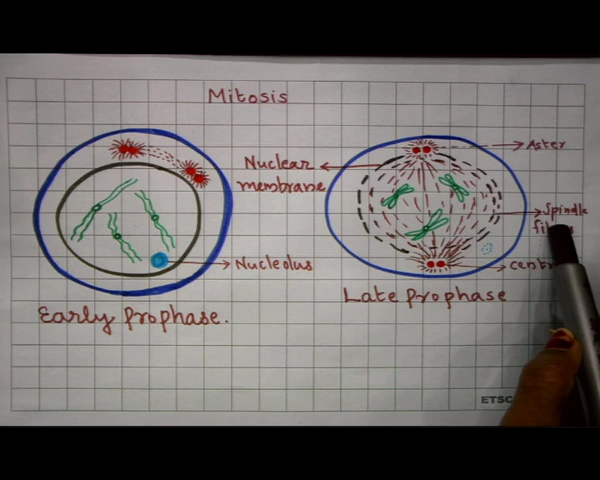 Mitosis
Nuclear
membrane
Aster
Spindle
Nucleolus
Early Prophase.
Late Prophase